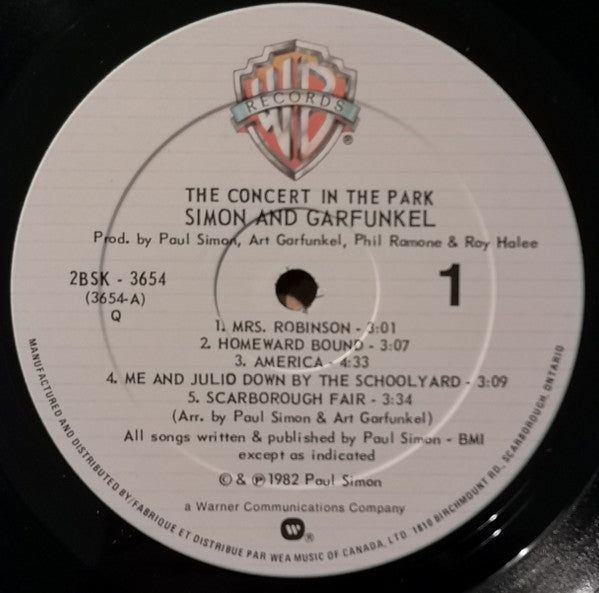 WB
RECORDS
®
THE CONCERT IN THE PARK
SIMON AND GARFUNKEL
Prod. by Paul Simon, Art Garfunkel, Phil Ramone & Roy Halee
2BSK - 3654
(3654-A)
Q
1
1. MRS. ROBINSON - 3:01
2. HOMEWARD BOUND - 3:07
3. AMERICA - 4:33
4. ME AND JULIO DOWN BY THE SCHOOLYARD - 3:09
5. SCARBOROUGH FAIR - 3:34
(Arr. by Paul Simon & Art Garfunkel)
All songs written & published by Paul Simon - BMI
except as indicated
© & ℗ 1982 Paul Simon
a Warner Communications Company
W®
MANUFACTURED AND DISTRIBUTED BY/FABRIQUE ET DISTRIBUE PAR WEA MUSIC OF CANADA, LTD. 1810 BIRCHMOUNT RD. SCARBOROUGH, ONTARIO